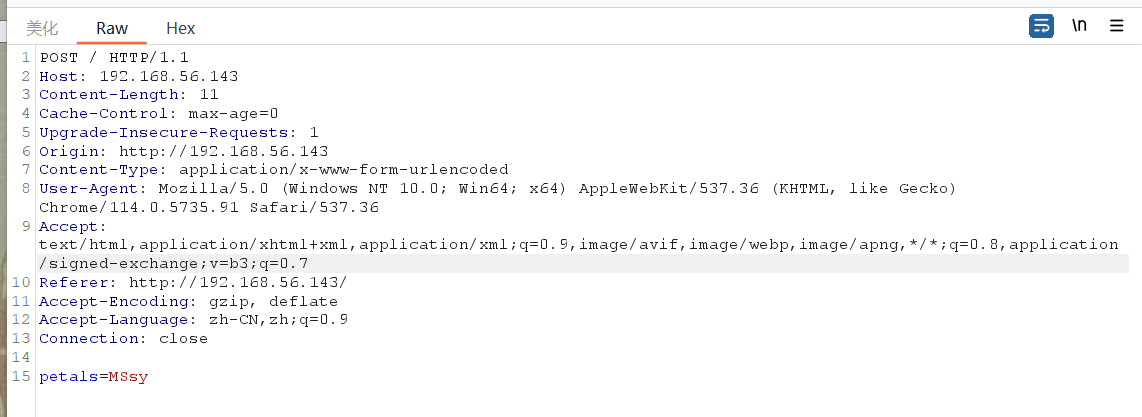 美化 Raw Hex \n
1 POST / HTTP/1.1
2 Host: 192.168.56.143
3 Content-Length: 11
4 Cache-Control: max-age=0
5 Upgrade-Insecure-Requests: 1
6 Origin: http://192.168.56.143
7 Content-Type: application/x-www-form-urlencoded
8 User-Agent: Mozilla/5.0 (Windows NT 10.0; Win64; x64) AppleWebKit/537.36 (KHTML, like Gecko)
Chrome/114.0.5735.91 Safari/537.36
9 Accept:
text/html,application/xhtml+xml,application/xml;q=0.9,image/avif,image/webp,image/apng,*/*;q=0.8,application
/signed-exchange;v=b3;q=0.7
10 Referer: http://192.168.56.143/
11 Accept-Encoding: gzip, deflate
12 Accept-Language: zh-CN,zh;q=0.9
13 Connection: close
14
15 petals=MSsy